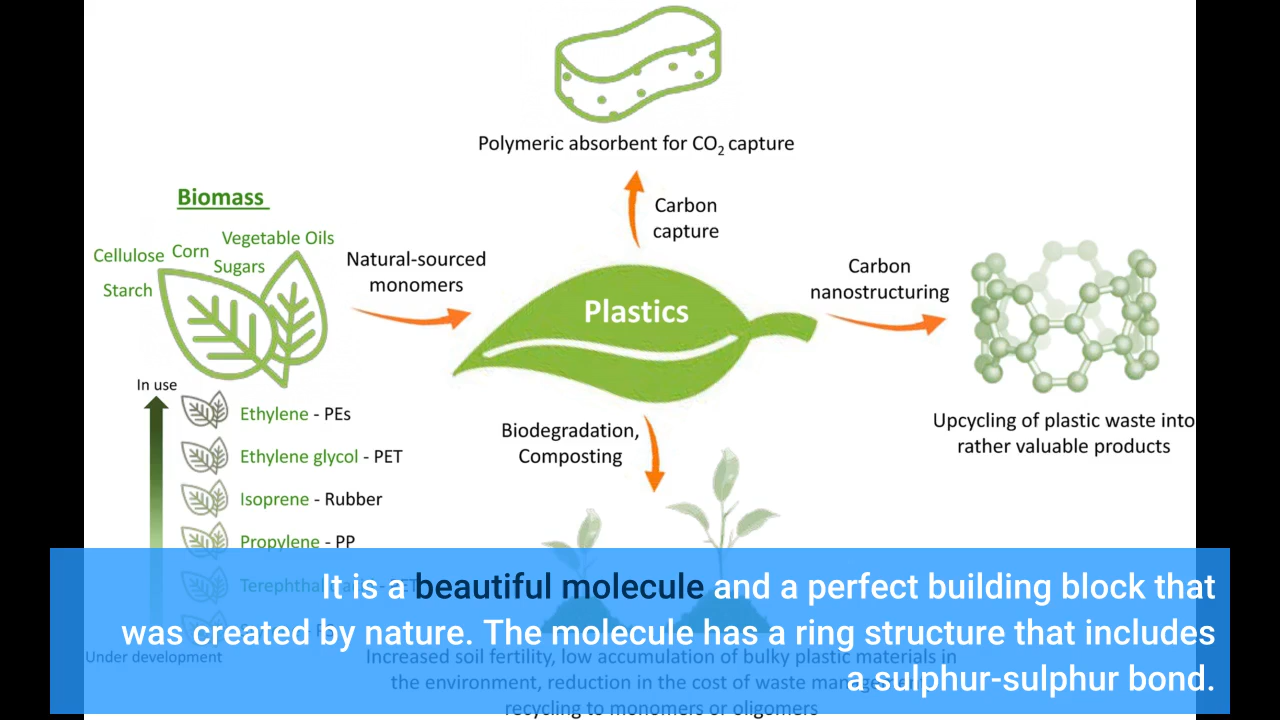 Polymeric absorbent for CO₂ capture
Carbon
capture
Biomass
Cellulose Corn Vegetable Oils
Sugars
Starch
Natural-sourced
monomers
Plastics
Carbon
nanostructuring
Upcycling of plastic waste into
rather valuable products
In use
Ethylene - PEs
Ethylene glycol - PET
Isoprene - Rubber
Propylene - PP
Under development
Biodegradation,
Composting
Increased soil fertility, low accumulation of bulky plastic materials in
the environment, reduction in the cost of waste
recycling to monomers or oligomers
It is a beautiful molecule and a perfect building block that
was created by nature. The molecule has a ring structure that includes
a sulphur-sulphur bond.